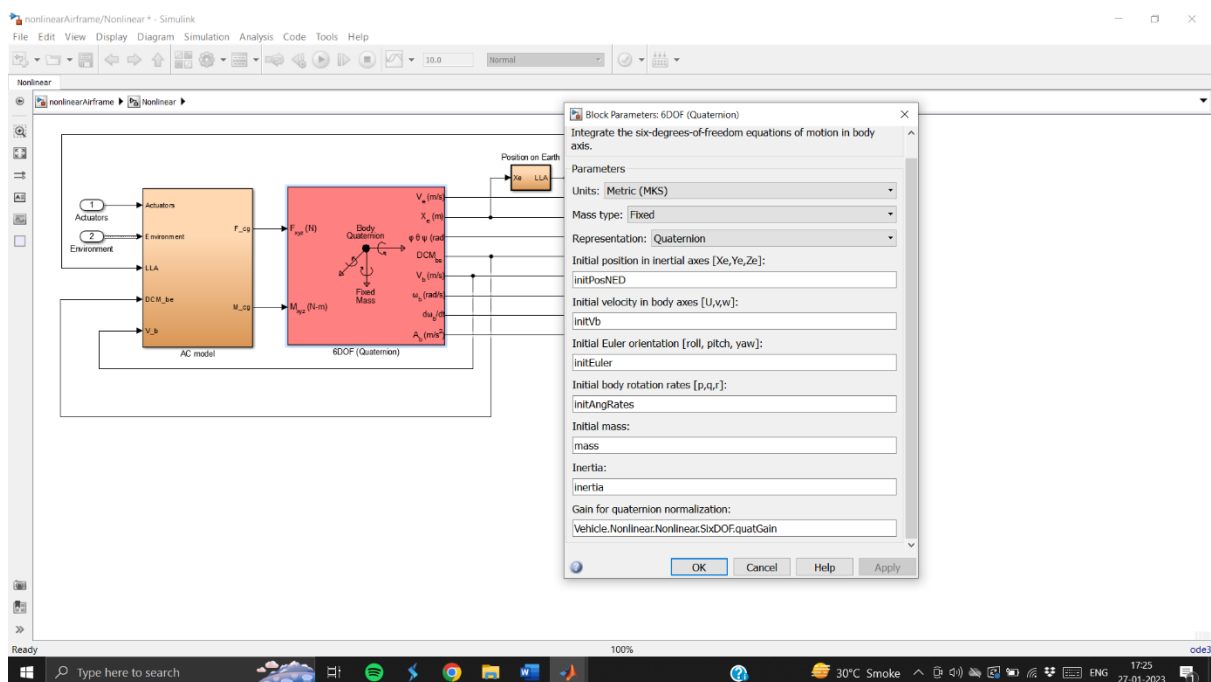 nonlinearAirframe/Nonlinear * - Simulink
File Edit View Display Diagram Simulation Analysis Code Tools Help
10.0 Normal
Nonlinear
nonlinearAirframe Nonlinear
Position on Earth
Xe LLA
1
Actuators
2
Environment
Actuators
Environment
LLA
DCM_be
V_b
F_cg
M_cg
AC model
F_xyz (N)
M_xyz (N-m)
Body
Quaternion
Fixed
Mass
V_e (m/s)
X_e (m)
φ θ ψ (rad
DCM_be
V_b (m/s)
ω_b (rad/s)
dω_b/dt
A_b (m/s²)
6DOF (Quaternion)
Block Parameters: 6DOF (Quaternion)
Integrate the six-degrees-of-freedom equations of motion in body
axis.
Parameters
Units: Metric (MKS)
Mass type: Fixed
Representation: Quaternion
Initial position in inertial axes [Xe,Ye,Ze]:
initPosNED
Initial velocity in body axes [U,v,w]:
initVb
Initial Euler orientation [roll, pitch, yaw]:
initEuler
Initial body rotation rates [p,q,r]:
initAngRates
Initial mass:
mass
Inertia:
inertia
Gain for quaternion normalization:
Vehicle.Nonlinear.Nonlinear.SixDOF.quatGain
OK Cancel Help Apply
Ready 100% ode3
Type here to search 30°C Smoke ENG 17:25
27-01-2023